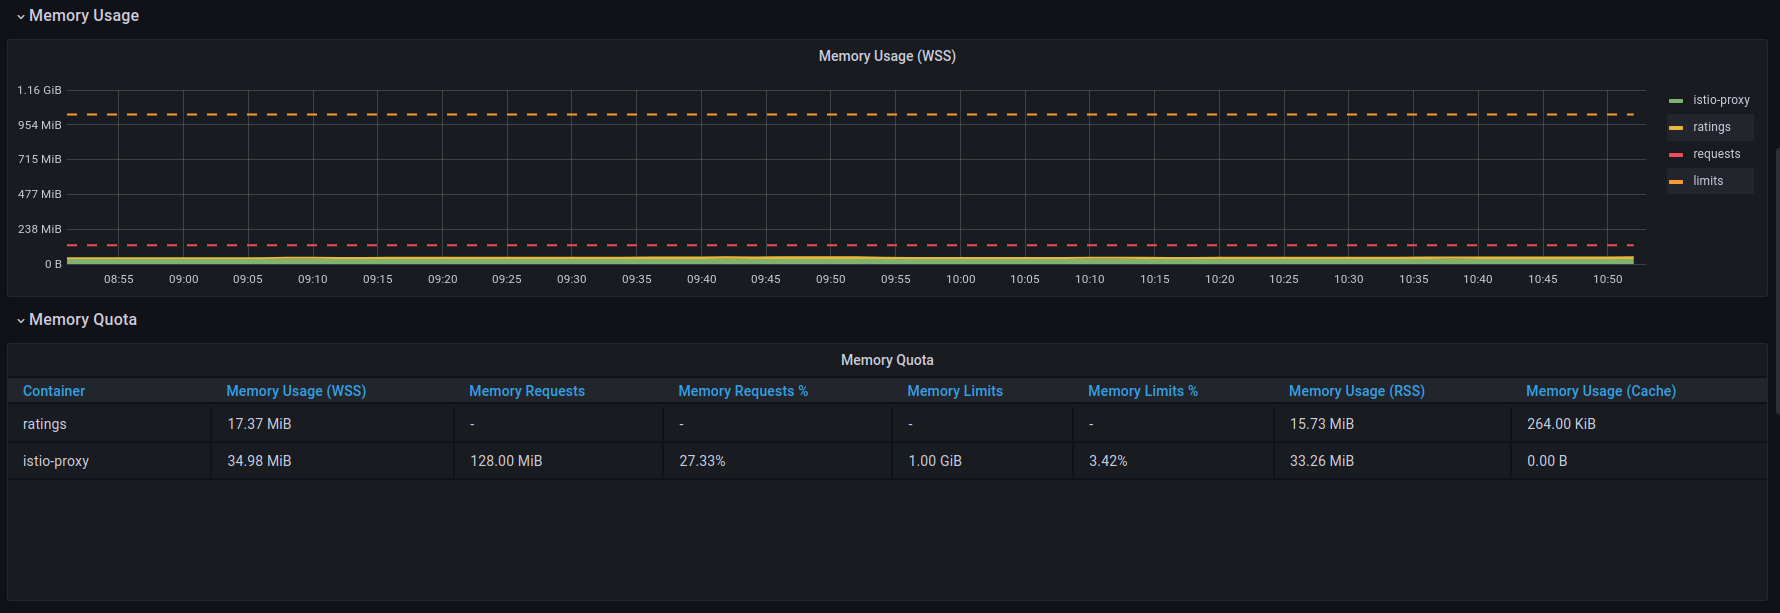 Memory Usage
Memory Usage (WSS)
1.16 GiB
954 MiB
715 MiB
477 MiB
238 MiB
0 B
08:55 09:00 09:05 09:10 09:15 09:20 09:25 09:30 09:35 09:40 09:45 09:50 09:55 10:00 10:05 10:10 10:15 10:20 10:25 10:30 10:35 10:40 10:45 10:50
istio-proxy
ratings
requests
limits
Memory Quota
Memory Quota
Container Memory Usage (WSS) Memory Requests Memory Requests % Memory Limits Memory Limits % Memory Usage (RSS) Memory Usage (Cache)
ratings 17.37 MiB - - - - 15.73 MiB 264.00 KiB
istio-proxy 34.98 MiB 128.00 MiB 27.33% 1.00 GiB 3.42% 33.26 MiB 0.00 B